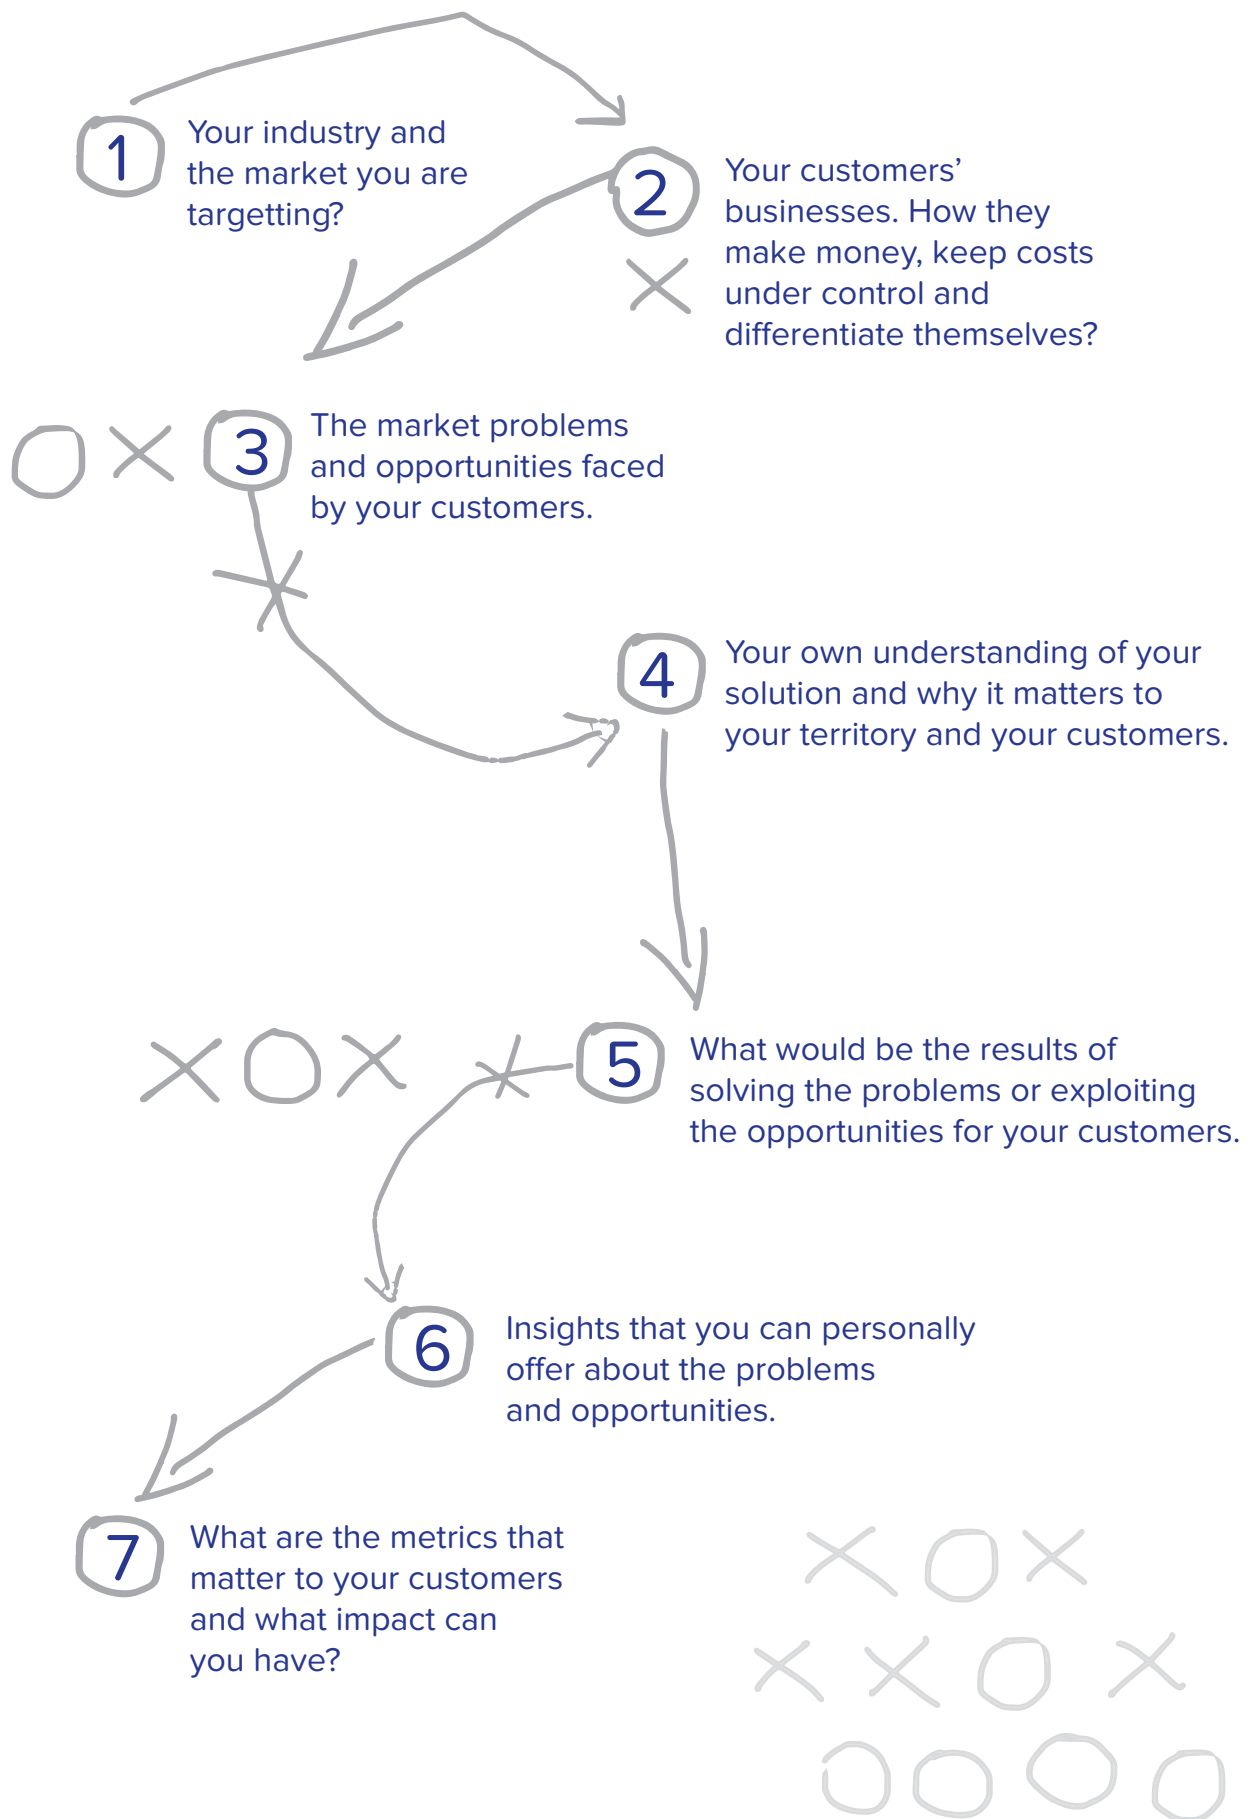 1
Your industry and
the market you are
targetting?
2
Your customers’
businesses. How they
make money, keep costs
under control and
differentiate themselves?
3
The market problems
and opportunities faced
by your customers.
4
Your own understanding of your
solution and why it matters to
your territory and your customers.
5
What would be the results of
solving the problems or exploiting
the opportunities for your customers.
6
Insights that you can personally
offer about the problems
and opportunities.
7
What are the metrics that
matter to your customers
and what impact can
you have?